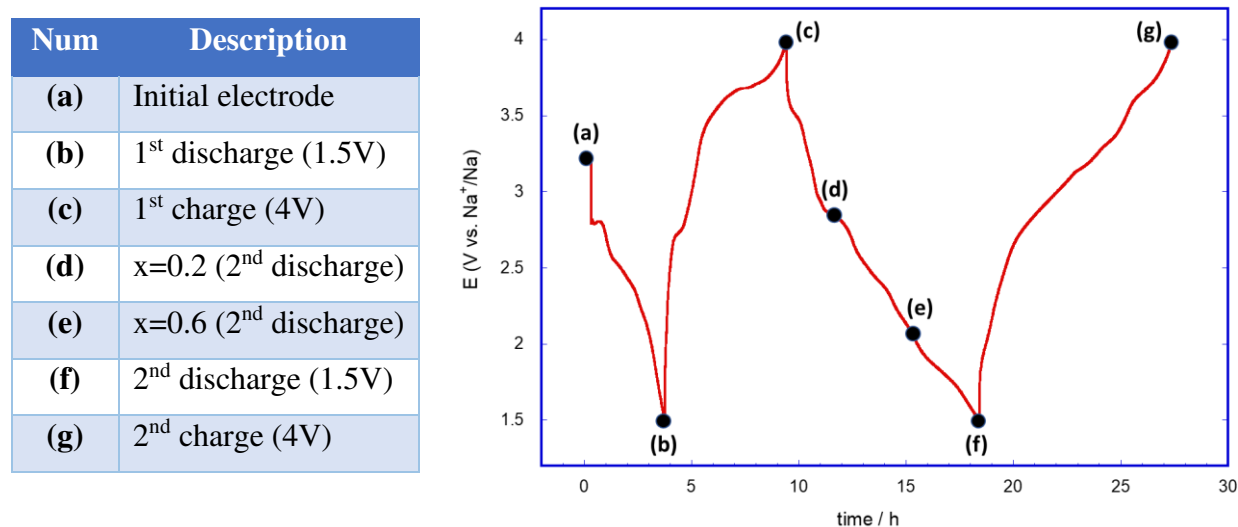 Num Description
(a) Initial electrode
(b) 1st discharge (1.5V)
(c) 1st charge (4V)
(d) x=0.2 (2nd discharge)
(e) x=0.6 (2nd discharge)
(f) 2nd discharge (1.5V)
(g) 2nd charge (4V)
E (V vs. Na+/Na)
4
3.5
3
2.5
2
1.5
(a)
(b)
(c)
(d)
(e)
(f)
(g)
0 5 10 15 20 25 30
time / h